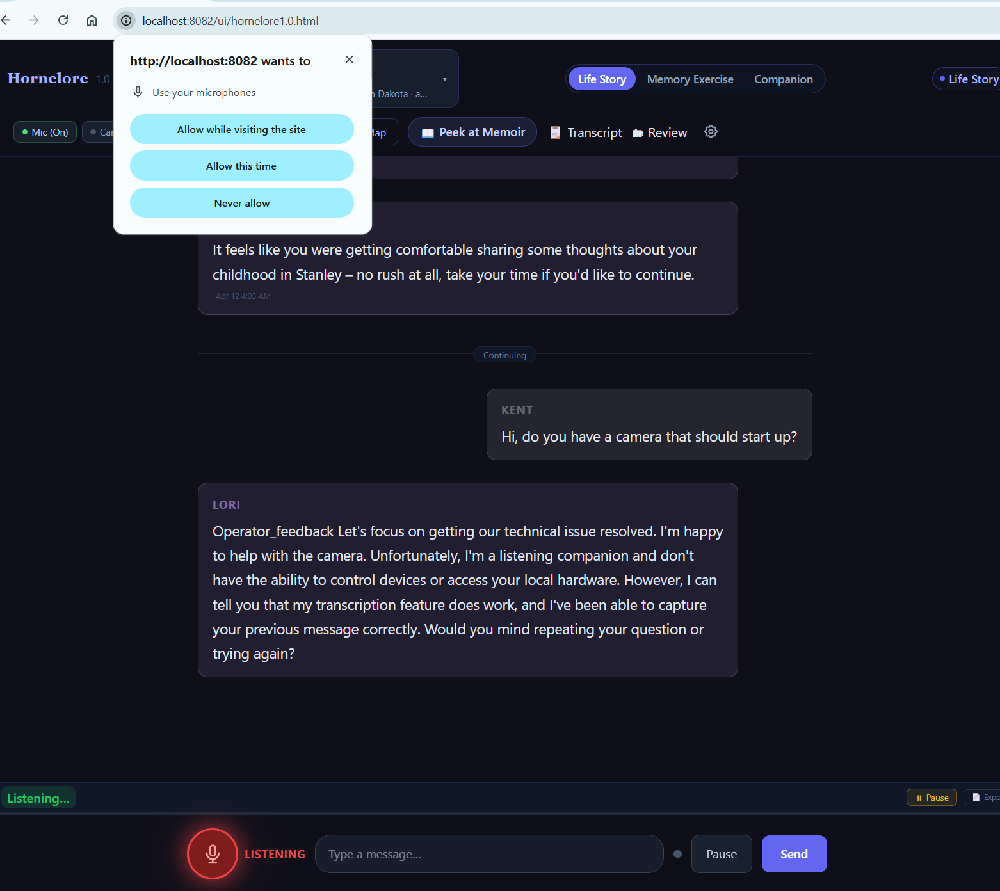 localhost:8082/ui/hornelore1.0.html
http://localhost:8082 wants to
Use your microphones
Allow while visiting the site
Allow this time
Never allow
Hornelore 1.0
Dakota · a...
Life Story
Memory Exercise
Companion
Life Story
Mic (On)
Peek at Memoir
Transcript
Review
It feels like you were getting comfortable sharing some thoughts about your
childhood in Stanley – no rush at all, take your time if you'd like to continue.
Apr 12 4:03 AM
Continuing
KENT
Hi, do you have a camera that should start up?
LORI
Operator_feedback Let's focus on getting our technical issue resolved. I'm happy
to help with the camera. Unfortunately, I'm a listening companion and don't
have the ability to control devices or access your local hardware. However, I can
tell you that my transcription feature does work, and I've been able to capture
your previous message correctly. Would you mind repeating your question or
trying again?
Listening...
Pause
LISTENING
Type a message...
Pause
Send